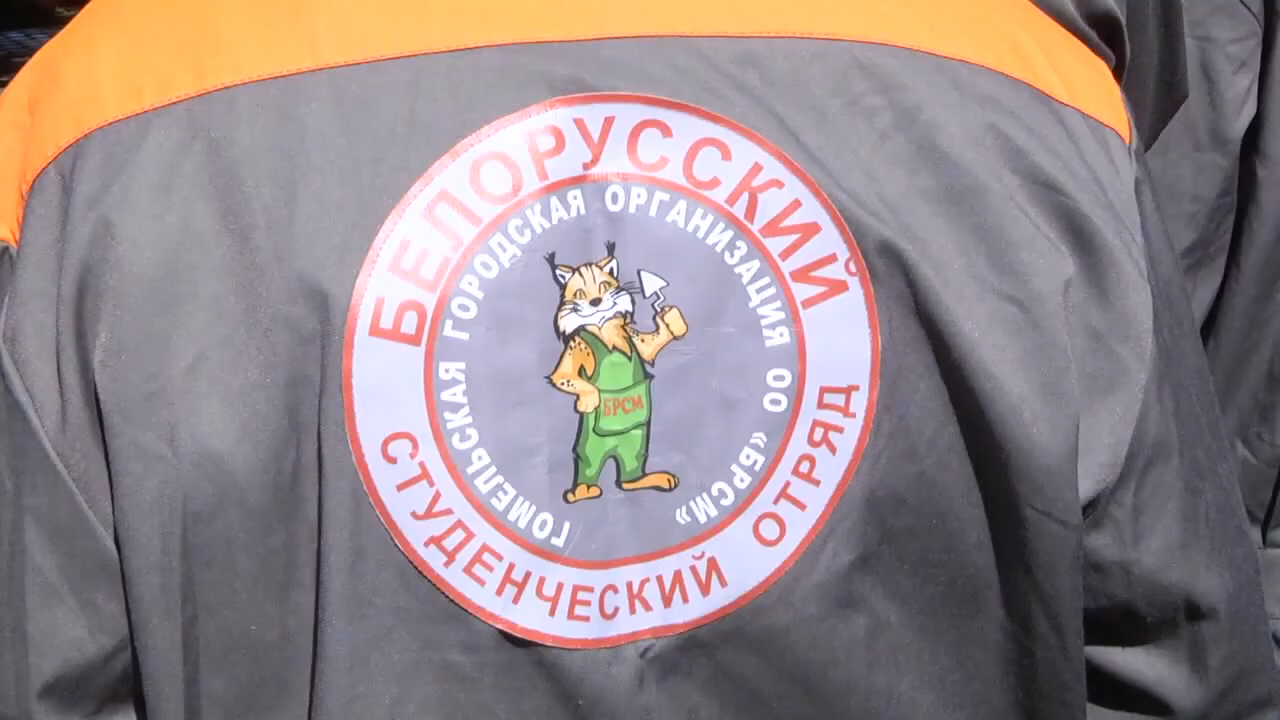 БЕЛОРУССКИЙ
СТУДЕНЧЕСКИЙ ОТРЯД
ГОМЕЛЬСКАЯ ГОРОДСКАЯ ОРГАНИЗАЦИЯ ОО «БРСМ»
БРСМ